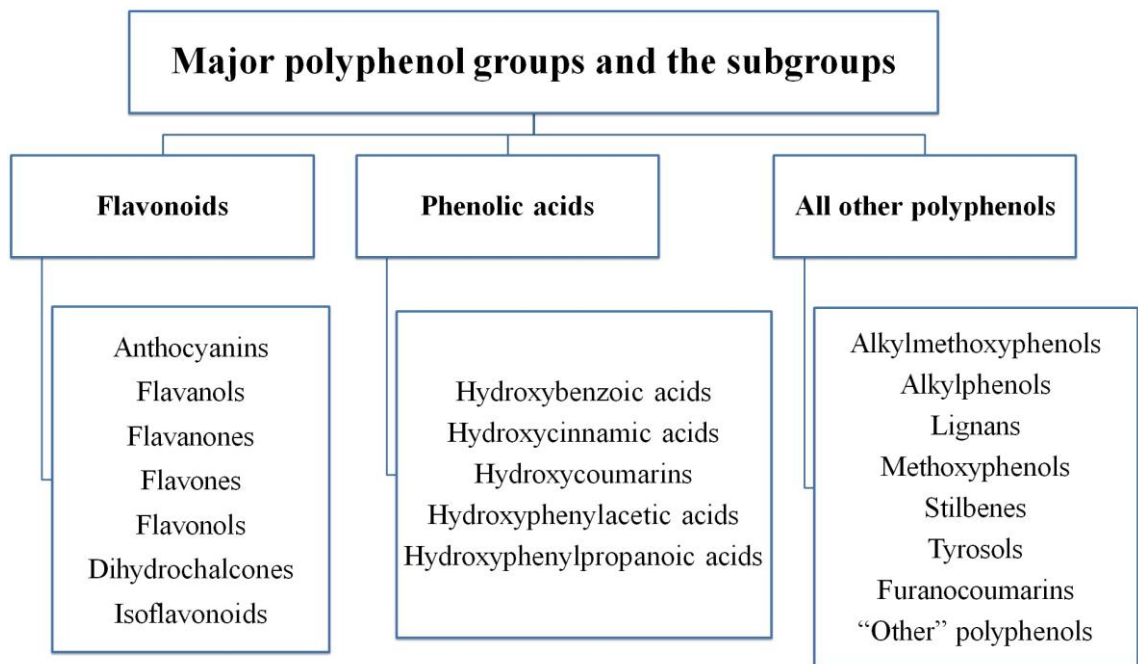 Major polyphenol groups and the subgroups
Flavonoids
Anthocyanins
Flavanols
Flavanones
Flavones
Flavonols
Dihydrochalcones
Isoflavonoids
Phenolic acids
Hydroxybenzoic acids
Hydroxycinnamic acids
Hydroxycoumarins
Hydroxyphenylacetic acids
Hydroxyphenylpropanoic acids
All other polyphenols
Alkylmethoxyphenols
Alkylphenols
Lignans
Methoxyphenols
Stilbenes
Tyrosols
Furanocoumarins
“Other” polyphenols